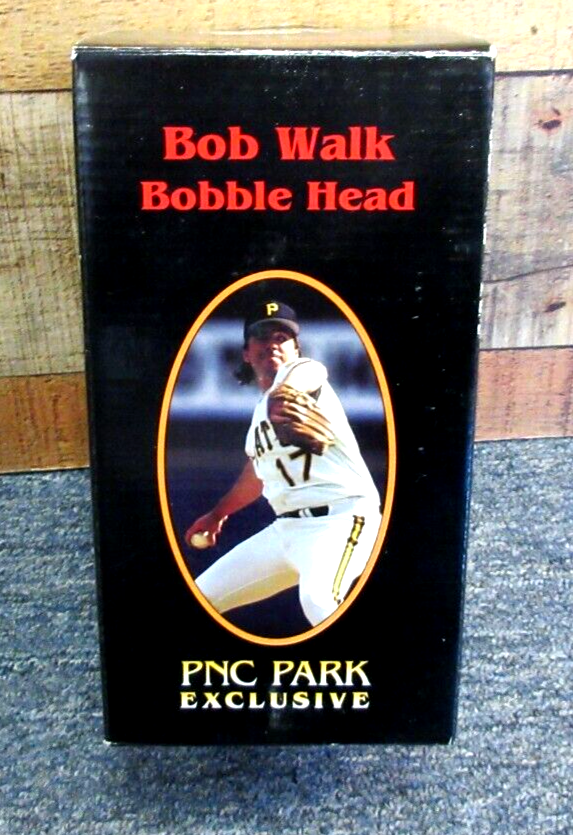 Bob Walk
Bobble Head
P
17
PNC PARK
EXCLUSIVE